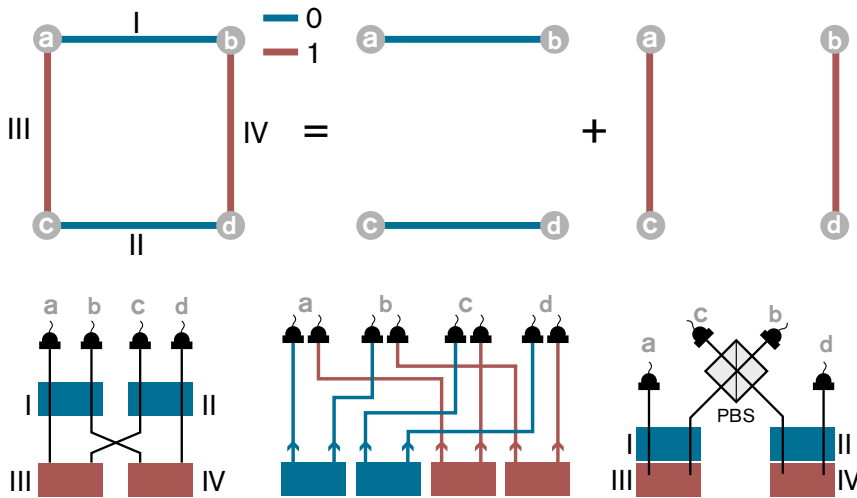 I
a b 0 a b a b
1
III IV = +
c d c d c d
II
a b c d a b c d c b
a d
I II PBS
I II
III IV III IV